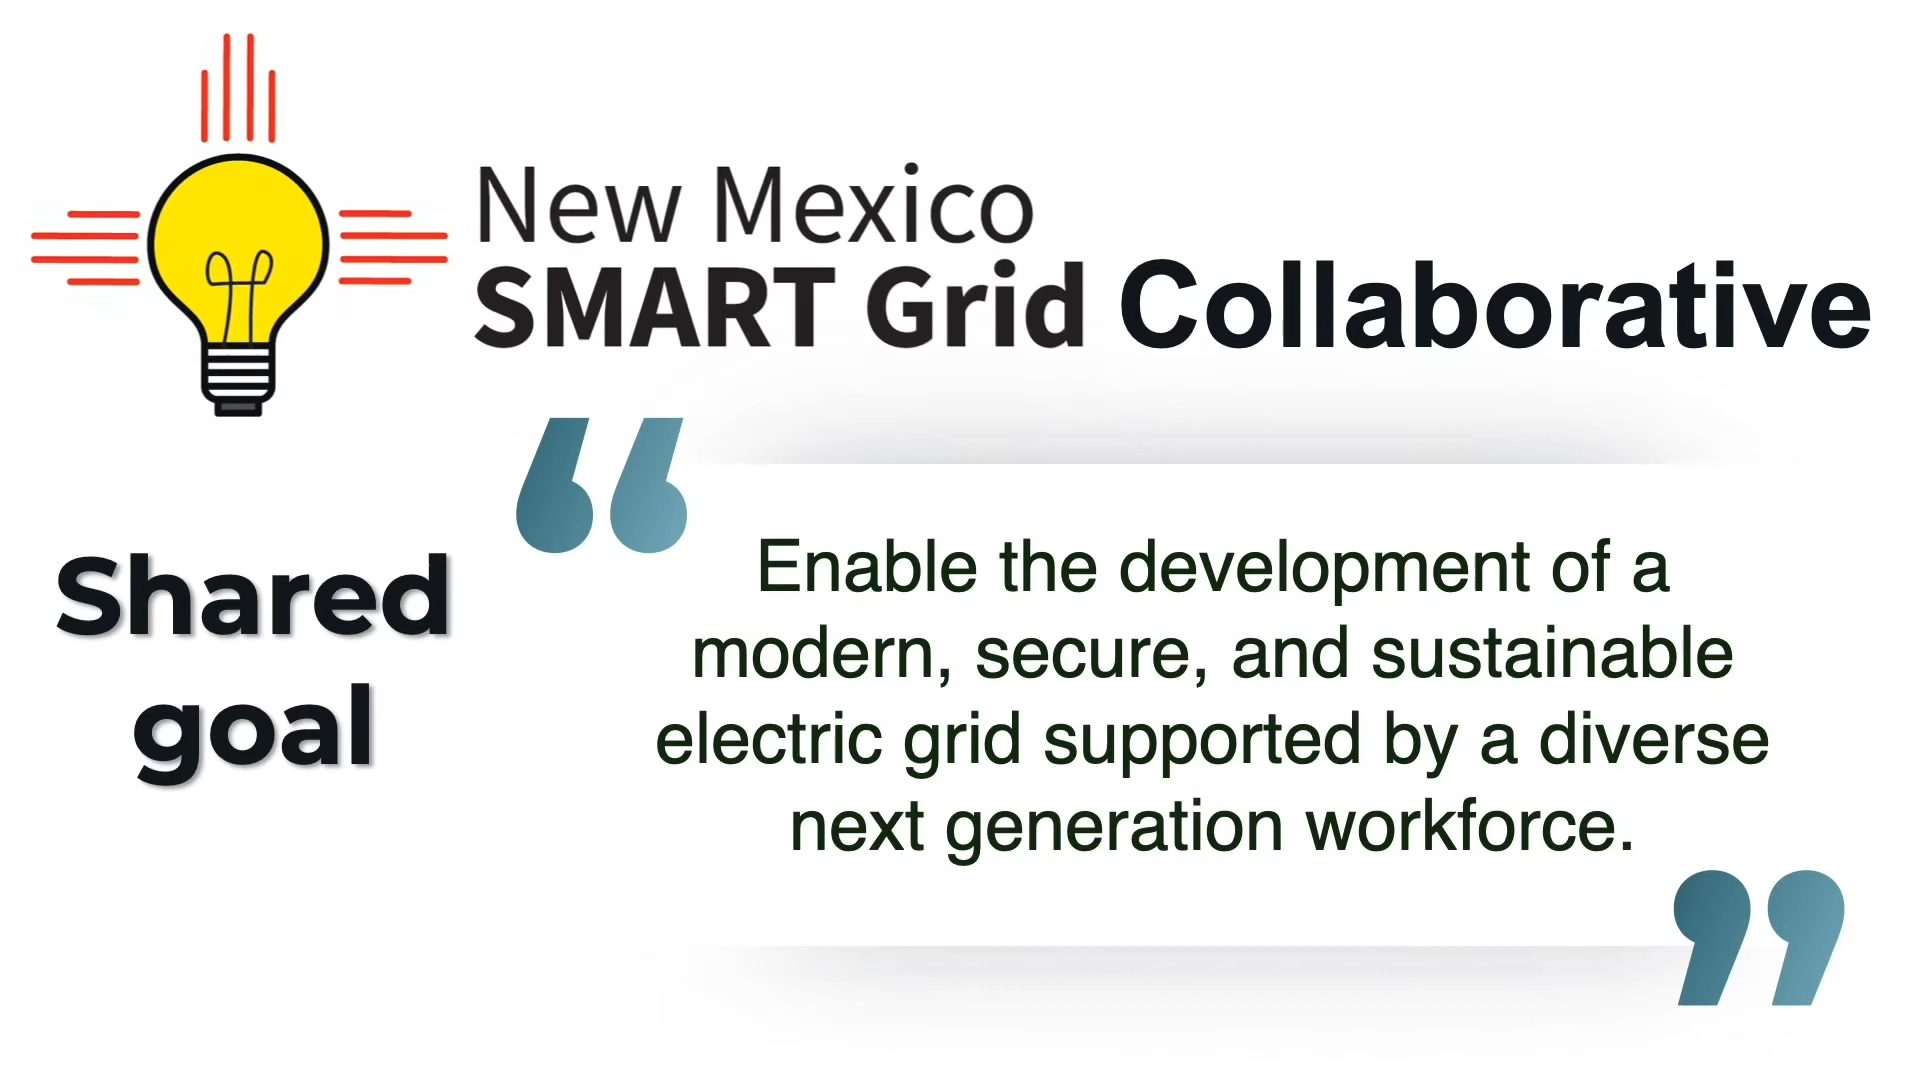 New Mexico
SMART Grid Collaborative
Shared
goal
“
Enable the development of a
modern, secure, and sustainable
electric grid supported by a diverse
next generation workforce.
”